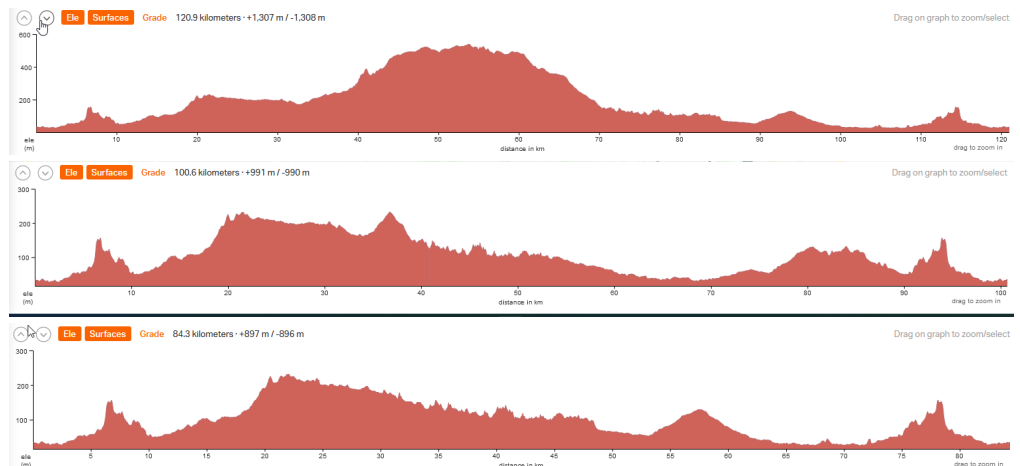 Ele Surfaces Grade 120.9 kilometers · +1,307 m / -1,308 m Drag on graph to zoom/select
600
400
200
ele 10 20 30 40 50 60 70 80 90 100 110 120
(m) distance in km drag to zoom in
Ele Surfaces Grade 100.6 kilometers · +991 m / -990 m Drag on graph to zoom/select
300
200
100
ele 10 20 30 40 50 60 70 80 90 100
(m) distance in km drag to zoom in
Ele Surfaces Grade 84.3 kilometers · +897 m / -896 m Drag on graph to zoom/select
300
200
100
ele 5 10 15 20 25 30 35 40 45 50 55 60 65 70 75 80
(m) distance in km drag to zoom in